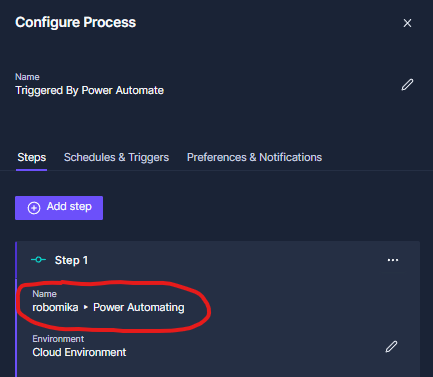 Configure Process
Name
Triggered By Power Automate
Steps Schedules & Triggers Preferences & Notifications
Add step
Step 1
Name
robomika ▸ Power Automating
Environment
Cloud Environment